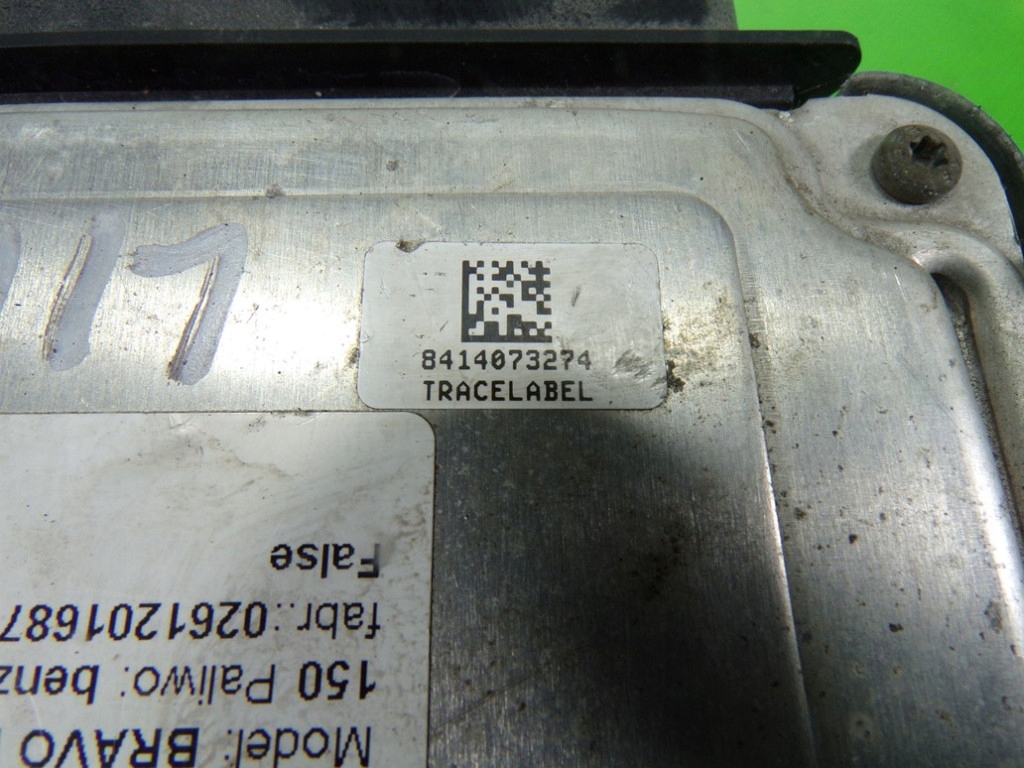 8414073274
TRACELABEL
Model: BRAVO
150 Paliwo: benz
fabr.:0261201687
False